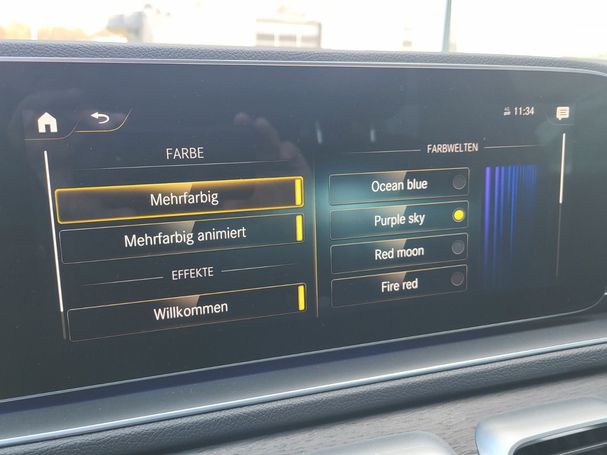 11:34
FARBE
Mehrfarbig
Mehrfarbig animiert
EFFEKTE
Willkommen
FARBWELTEN
Ocean blue
Purple sky
Red moon
Fire red